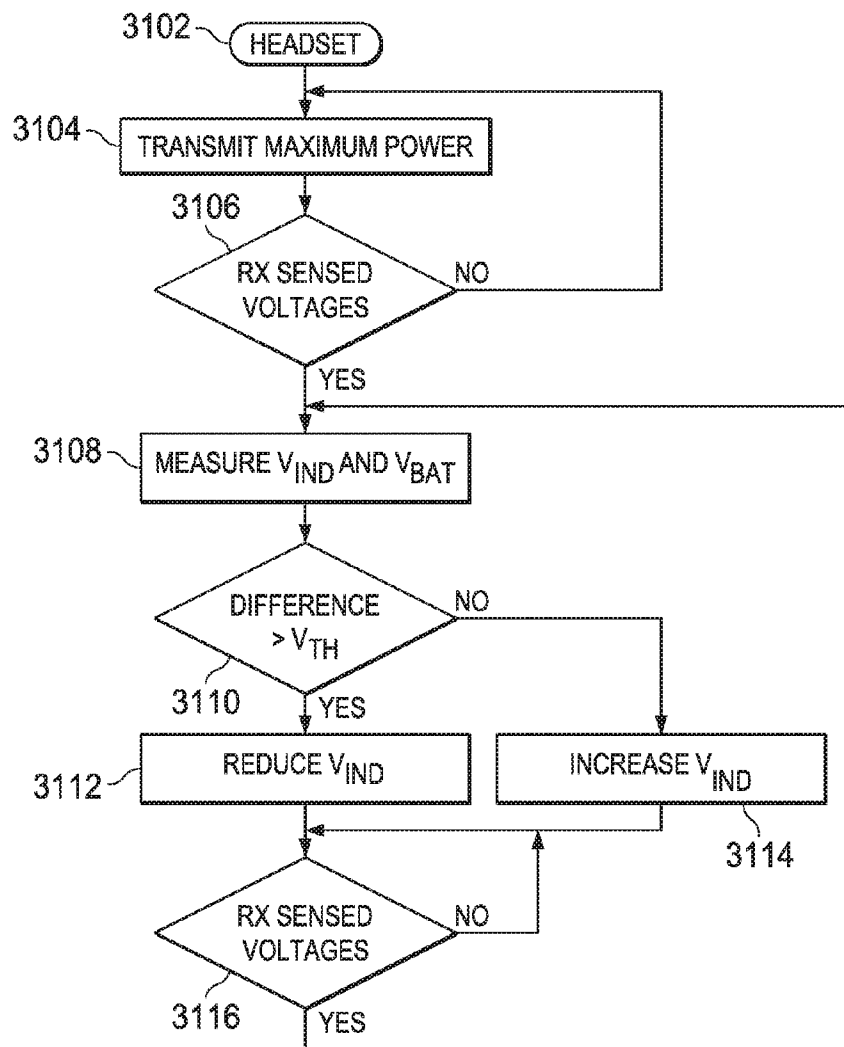 3102
HEADSET
3104
TRANSMIT MAXIMUM POWER
3106
RX SENSED
VOLTAGES
NO
YES
3108
MEASURE VIND AND VBAT
DIFFERENCE
> VTH
NO
3110
YES
3112
REDUCE VIND
INCREASE VIND
3114
RX SENSED
VOLTAGES
NO
3116
YES